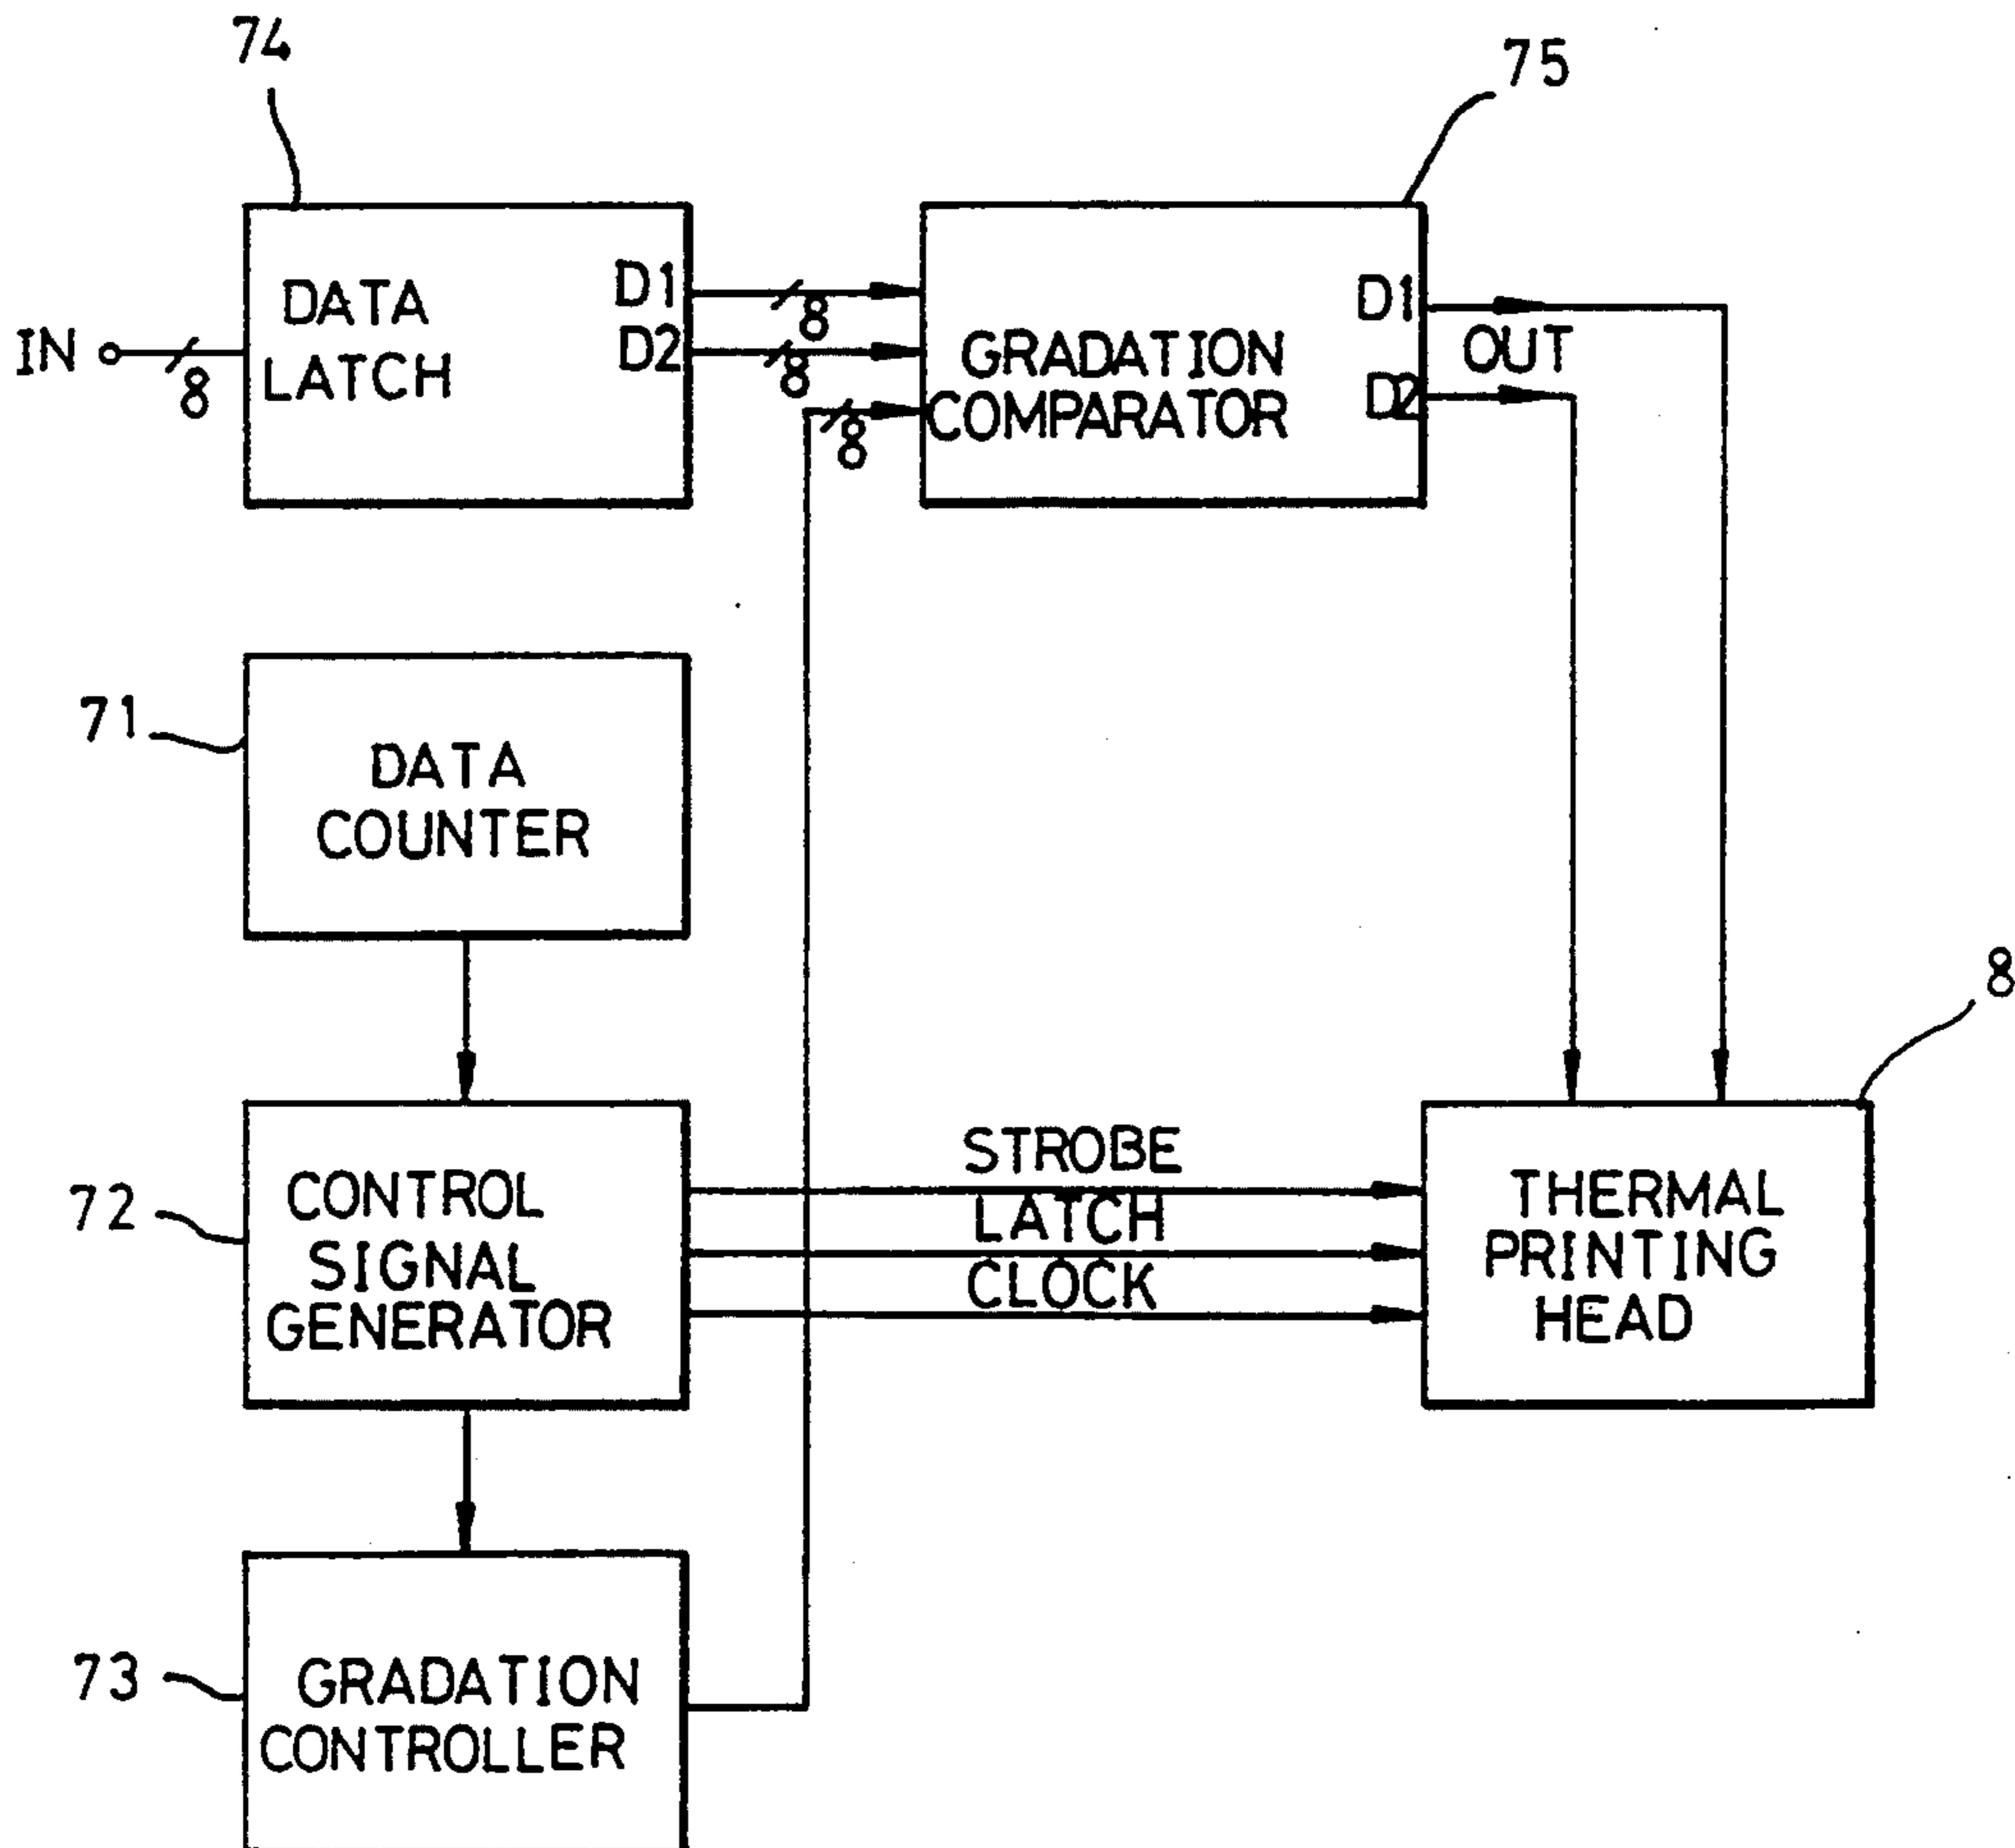 74
75
DATA
LATCH
D1
D2
IN
8
8
8
8
GRADATION
COMPARATOR
D1
OUT
D2
71
DATA
COUNTER
8
72
CONTROL
SIGNAL
GENERATOR
STROBE
LATCH
CLOCK
THERMAL
PRINTING
HEAD
73
GRADATION
CONTROLLER